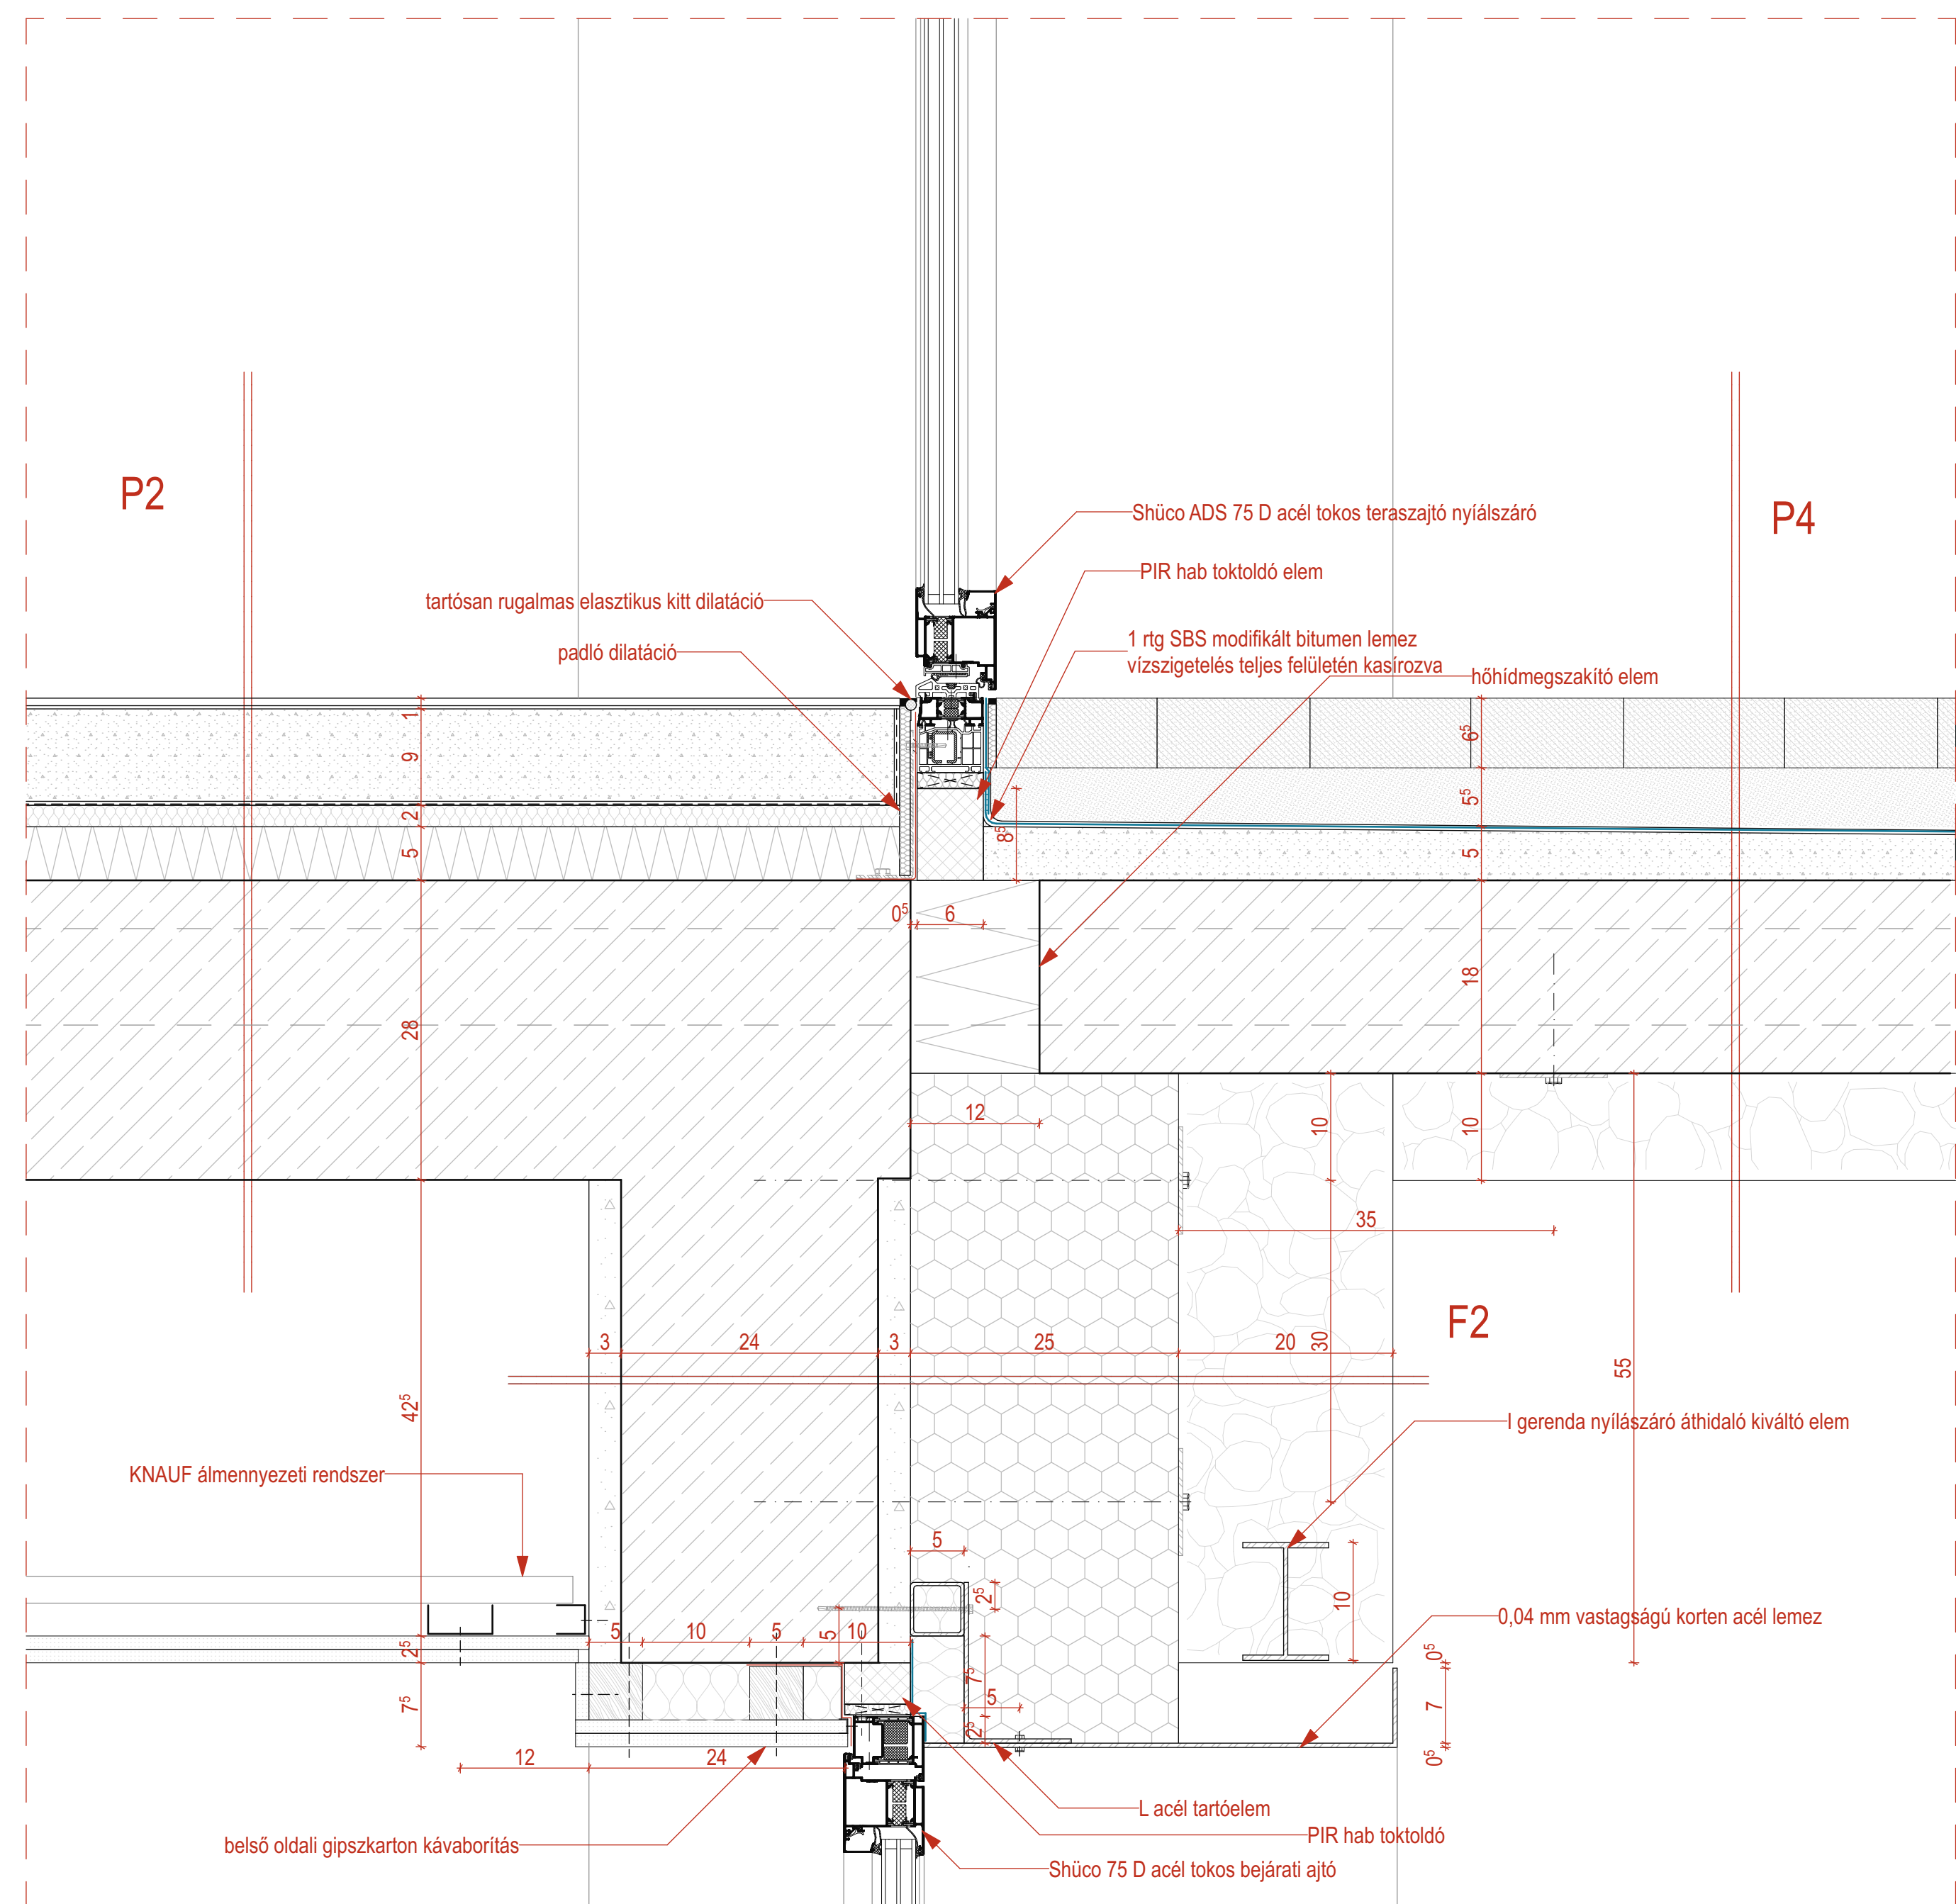 P2
P4
Shüco ADS 75 D acél tokos teraszajtó nyíálszáró
PIR hab toktoldó elem
tartósan rugalmas elasztikus kitt dilatáció
padló dilatáció
1 rtg SBS modifikált bitumen lemez
vízszigetelés teljes felületén kasírozva
hőhídmegszakító elem
1
9
2
5
28
42⁵
2⁵
7⁵
6⁵
5⁵
5
18
10
8⁵
0⁵
6
12
10
35
30
55
F2
3
24
3
25
20
I gerenda nyílászáró áthidaló kiváltó elem
KNAUF álmennyezeti rendszer
5
2⁵
10
0,04 mm vastagságú korten acél lemez
5
10
5
5
10
7⁵
5
2⁵
0⁵
7
0⁵
12
24
L acél tartóelem
PIR hab toktoldó
belső oldali gipszkarton kávaborítás
Shüco 75 D acél tokos bejárati ajtó